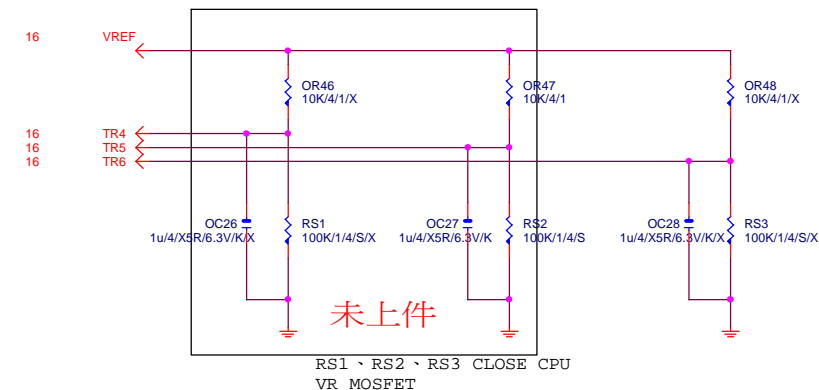 16 VREF
OR46
10K/4/1/X
OR47
10K/4/1
OR48
10K/4/1/X
16 TR4
16 TR5
16 TR6
OC26
1u/4/X5R/6.3V/K/X
RS1
100K/1/4/S/X
OC27
1u/4/X5R/6.3V/K
RS2
100K/1/4/S
OC28
1u/4/X5R/6.3V/K/X
RS3
100K/1/4/S/X
未上件
RS1、RS2、RS3 CLOSE CPU
VR MOSFET